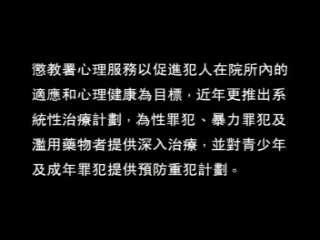 懲教署心理服務以促進犯人在院所內的
適應和心理健康為目標，近年更推出系
統性治療計劃，為性罪犯、暴力罪犯及
濫用藥物者提供深入治療，並對青少年
及成年罪犯提供預防重犯計劃。